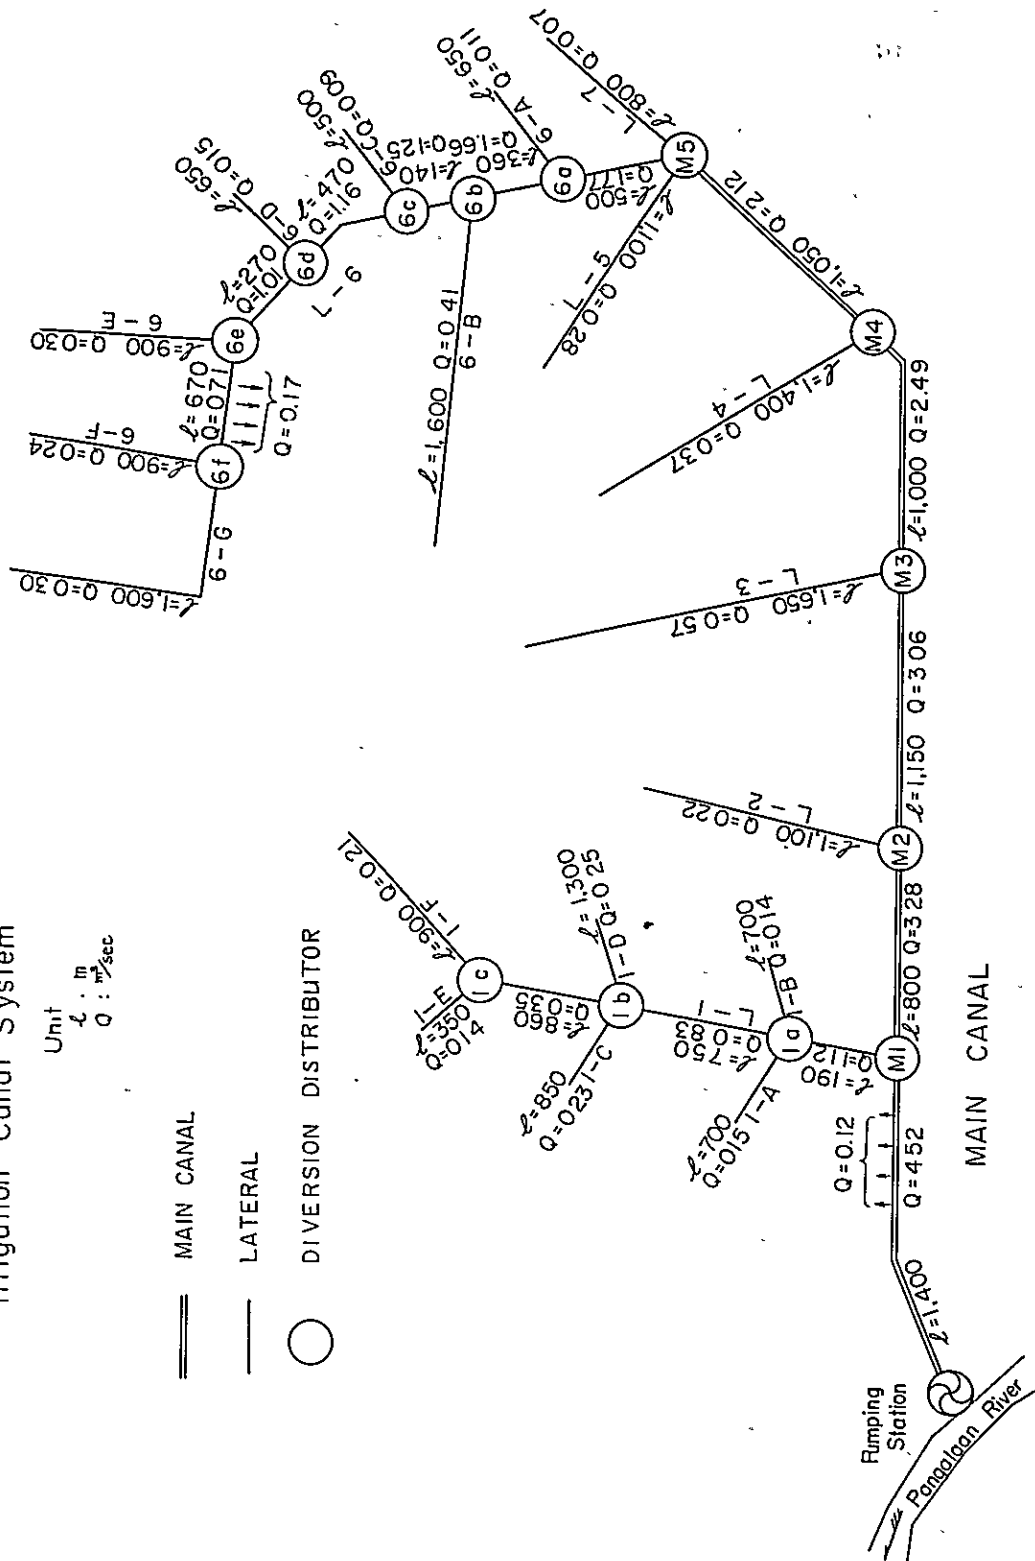 Irrigation Canal System
Unit
ℓ : m
Q : m³/sec
MAIN CANAL
LATERAL
DIVERSION DISTRIBUTOR
Pumping
Station
Pangalaan River
ℓ=1,400
Q=0.12
Q=4.52
M1
ℓ=190
Q=1.12
1a
ℓ=700
Q=0.15 1-A
ℓ=700
1-B Q=0.14
L-1
ℓ=750
Q=0.83
1b
ℓ=850
Q=0.23 1-C
ℓ=1,300
1-D Q=0.25
ℓ=860
Q=0.35
1c
1-E
ℓ=350
Q=0.14
1-F
ℓ=900 Q=0.21
MAIN CANAL
ℓ=800 Q=3.28
M2
L-2
ℓ=1,100 Q=0.22
ℓ=1,150 Q=3.06
M3
L-3
ℓ=1,650 Q=0.57
ℓ=1,000 Q=2.49
M4
L-4
ℓ=1,400 Q=0.37
ℓ=1,050 Q=2.12
M5
L-5
ℓ=1,100 Q=0.28
L-7
ℓ=800 Q=0.07
ℓ=500
Q=1.77
6a
6-A
ℓ=650
Q=0.11
ℓ=360
Q=1.66
6b
6-B
ℓ=1,600 Q=0.41
ℓ=140
Q=1.25
6c
6-C Q=0.09
ℓ=500
ℓ=470
Q=1.16
6d
6-D
ℓ=650
Q=0.15
L-6
ℓ=270
Q=1.01
6e
6-E
ℓ=900 Q=0.30
ℓ=670
Q=0.71
Q=0.17
6f
6-F
ℓ=900 Q=0.24
6-G
ℓ=1,600 Q=0.30